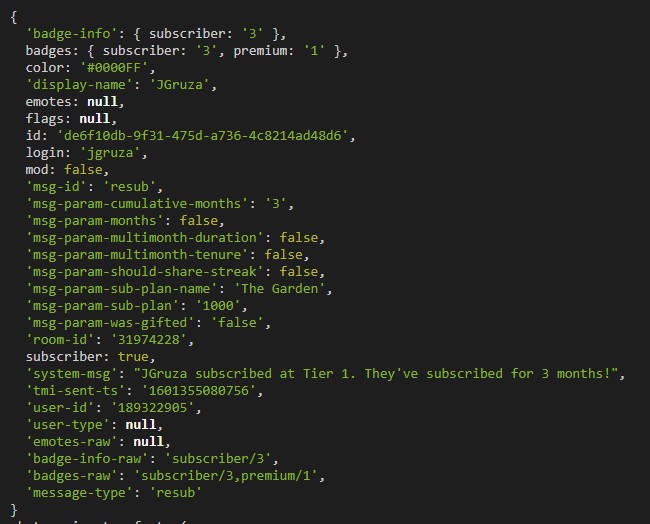 {
'badge-info': { subscriber: '3' },
badges: { subscriber: '3', premium: '1' },
color: '#0000FF',
'display-name': 'JGruza',
emotes: null,
flags: null,
id: 'de6f10db-9f31-475d-a736-4c8214ad48d6',
login: 'jgruza',
mod: false,
'msg-id': 'resub',
'msg-param-cumulative-months': '3',
'msg-param-months': false,
'msg-param-multimonth-duration': false,
'msg-param-multimonth-tenure': false,
'msg-param-should-share-streak': false,
'msg-param-sub-plan-name': 'The Garden',
'msg-param-sub-plan': '1000',
'msg-param-was-gifted': 'false',
'room-id': '31974228',
subscriber: true,
'system-msg': "JGruza subscribed at Tier 1. They've subscribed for 3 months!",
'tmi-sent-ts': '1601355080756',
'user-id': '189322905',
'user-type': null,
'emotes-raw': null,
'badge-info-raw': 'subscriber/3',
'badges-raw': 'subscriber/3,premium/1',
'message-type': 'resub'
}